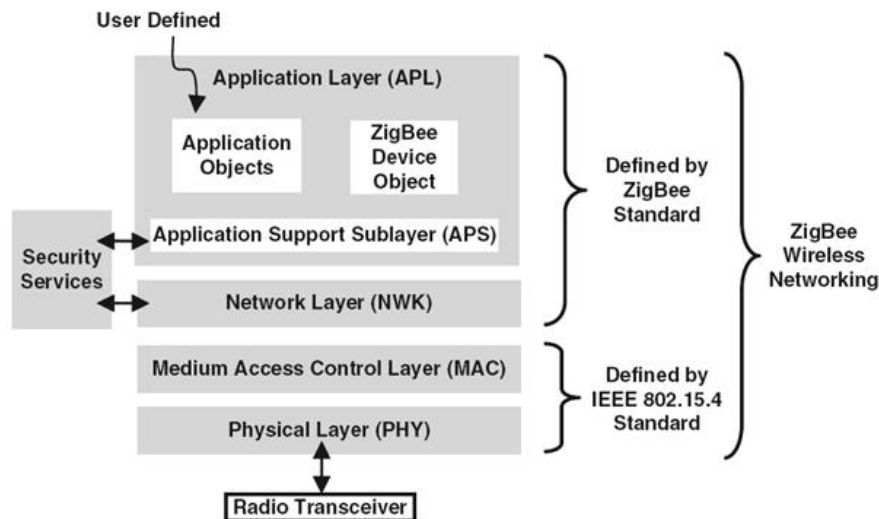 User Defined
Application Layer (APL)
Application
Objects
ZigBee
Device
Object
Application Support Sublayer (APS)
Security
Services
Network Layer (NWK)
Medium Access Control Layer (MAC)
Physical Layer (PHY)
Radio Transceiver
Defined by
ZigBee
Standard
Defined by
IEEE 802.15.4
Standard
ZigBee
Wireless
Networking